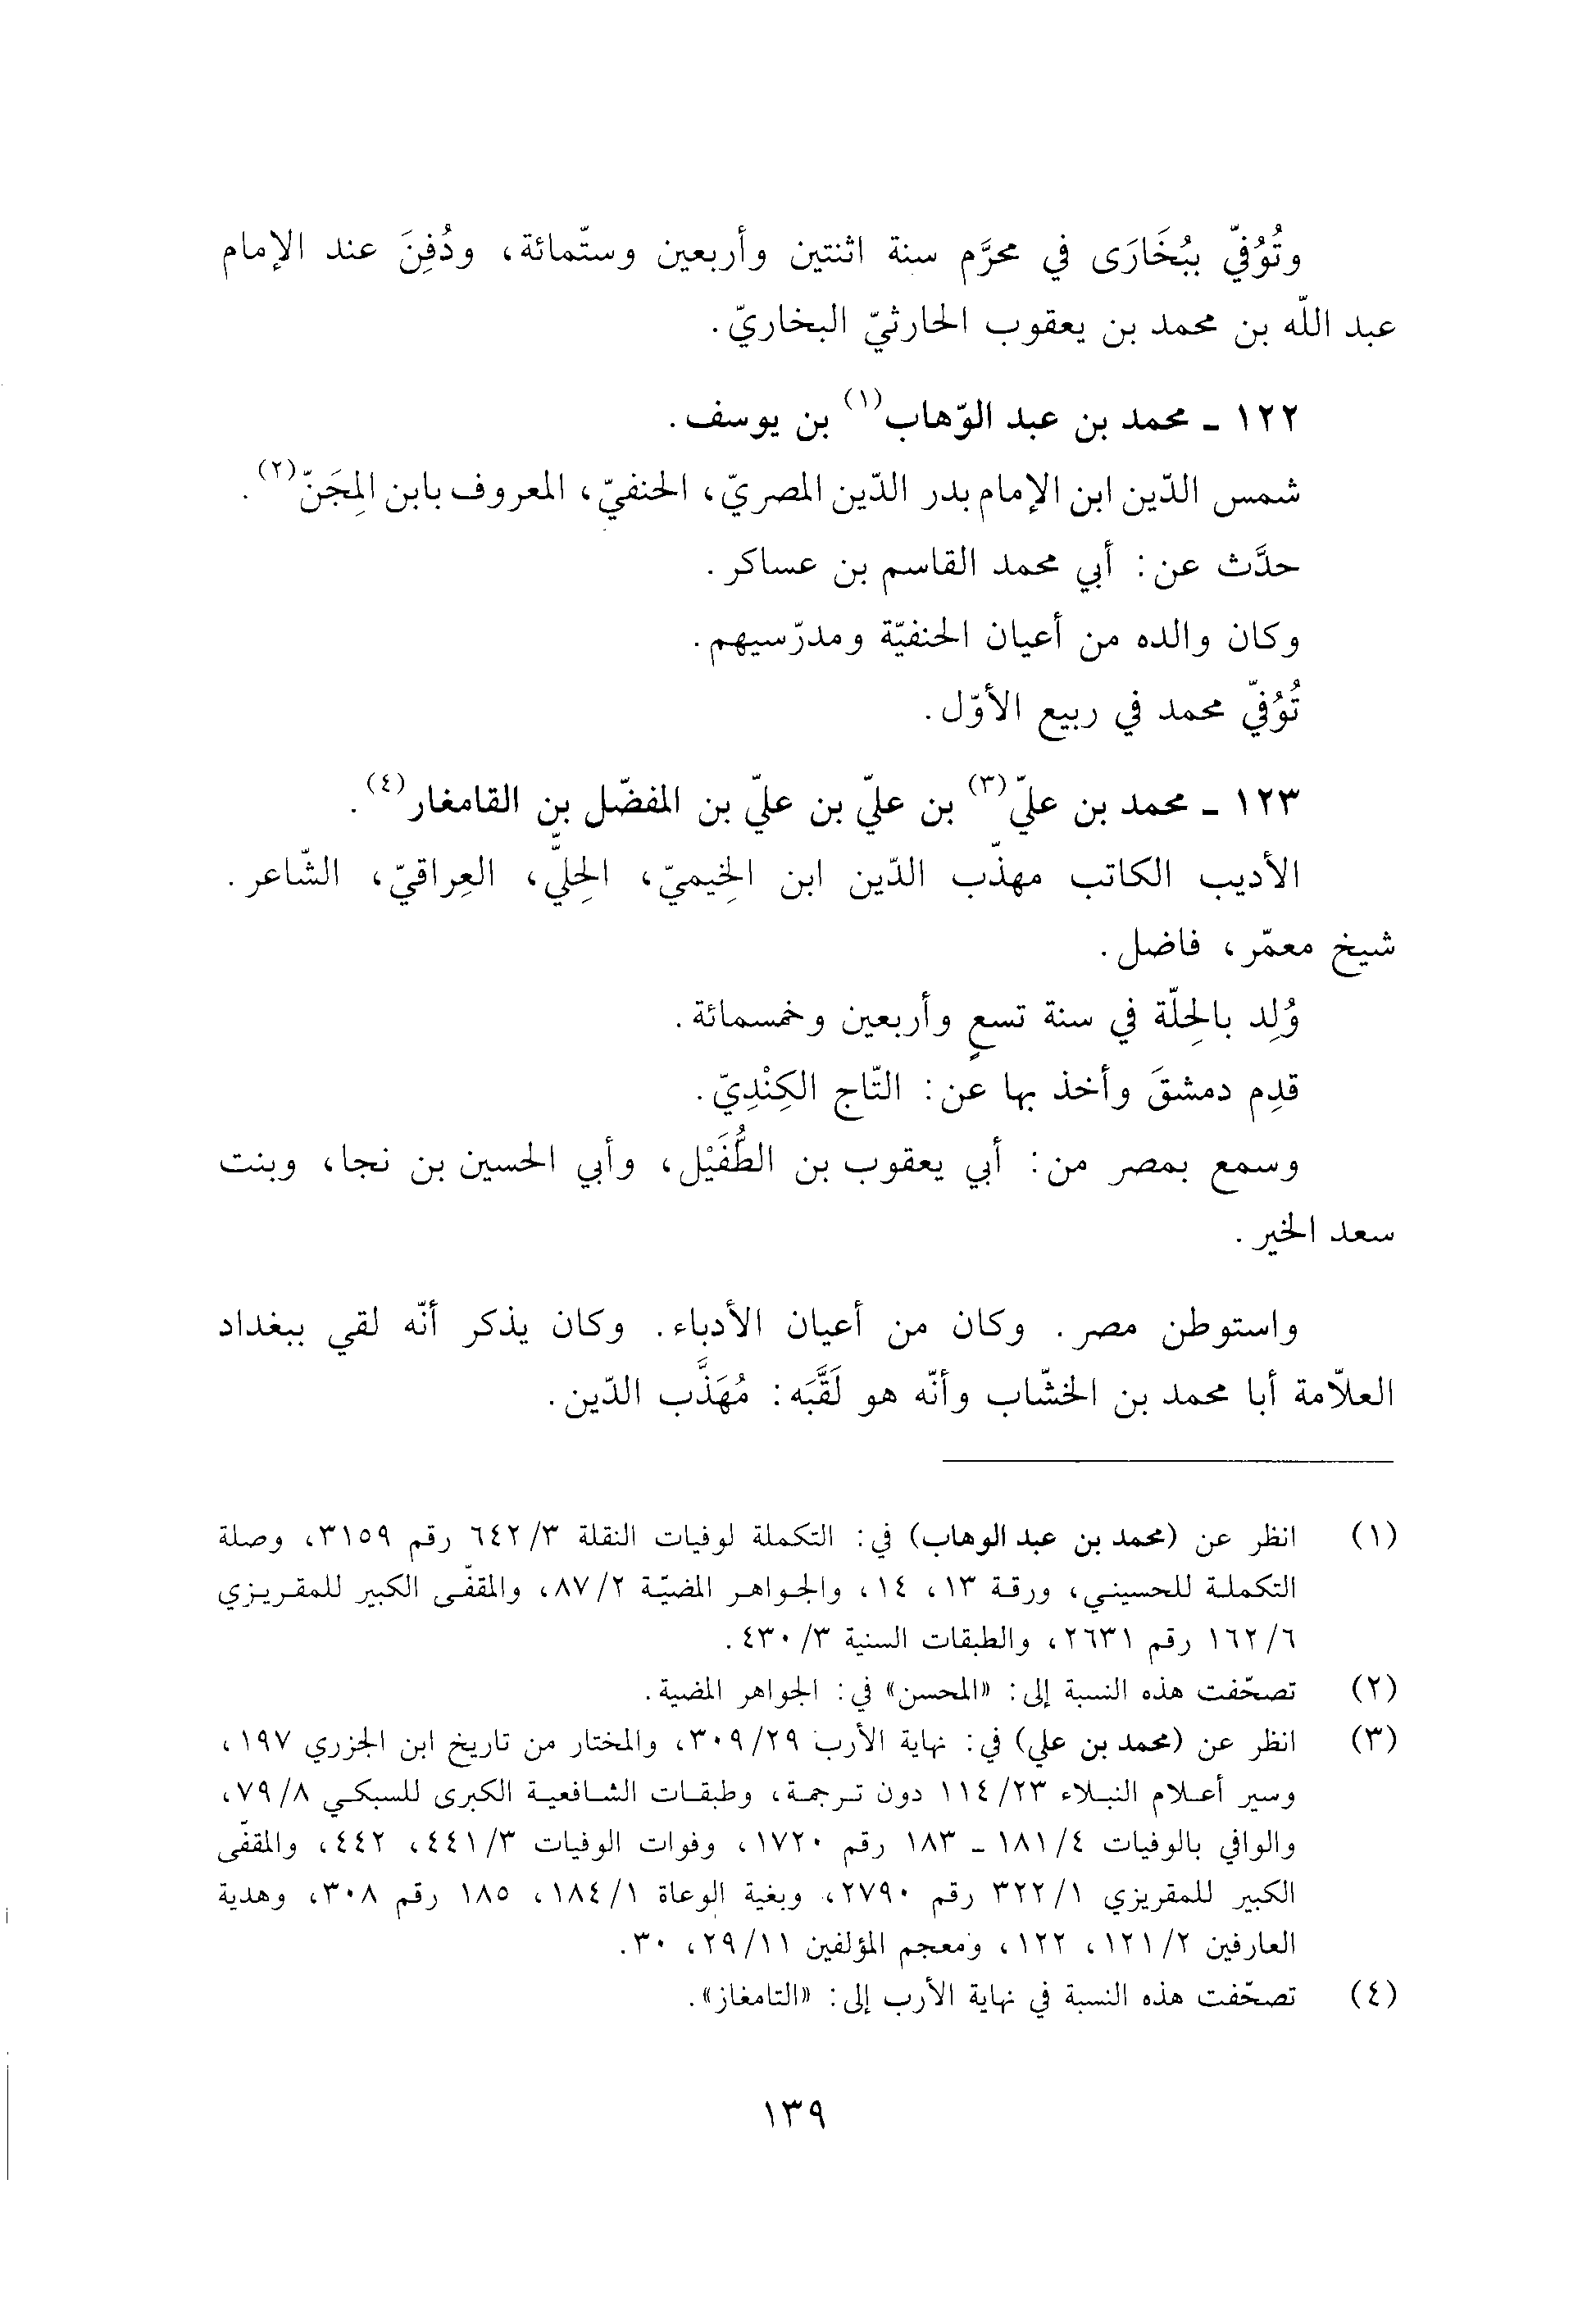 وتُوُفّي ببُخَارَى في محرَّم سنة اثنتين وأربعين وستّمائة، ودُفِنَ عند الإمام
عبد اللّه بن محمد بن يعقوب الحارثيّ البخاريّ.
١٢٢ ـ محمد بن عبد الوّهاب(١) بن يوسف.
شمس الدّين ابن الإمام بدر الدّين المصريّ، الحنفيّ، المعروف بابن المِجَنّ(٢).
حدَّث عن: أبي محمد القاسم بن عساكر.
وكان والده من أعيان الحنفيّة ومدرّسيهم.
تُوُفّي محمد في ربيع الأوّل.
١٢٣ ـ محمد بن عليّ(٣) بن عليّ بن عليّ بن المفضّل بن القامغار(٤).
الأديب الكاتب مهذّب الدّين ابن الخِيميّ، الحِلّيّ، العِراقيّ، الشّاعر.
شيخ معمّر، فاضل.
وُلِد بالحِلّة في سنة تسعٍ وأربعين وخمسمائة.
قدِم دمشقَ وأخذ بها عن: التّاج الكِنْدِيّ.
وسمع بمصر من: أبي يعقوب بن الطُّفَيْل، وأبي الحسين بن نجا، وبنت
سعد الخير.
واستوطن مصر. وكان من أعيان الأدباء. وكان يذكر أنّه لقي ببغداد
العلاّمة أبا محمد بن الخشّاب وأنّه هو لَقَّبَه: مُهَذَّب الدّين.
(١) انظر عن (محمد بن عبد الوهاب) في: التكملة لوفيات النقلة ٦٤٢/٣ رقم ٣١٥٩، وصلة
التكملة للحسيني، ورقة ١٣، ١٤، والجواهر المضيّة ٨٧/٢، والمقفّى الكبير للمقريزي
١٦٢/٦ رقم ٢٦٣١، والطبقات السنية ٤٣٠/٣.
(٢) تصحّفت هذه النسبة إلى: «المحسن» في: الجواهر المضية.
(٣) انظر عن (محمد بن علي) في: نهاية الأرب ٣٠٩/٢٩، والمختار من تاريخ ابن الجزري ١٩٧،
وسير أعلام النبلاء ١١٤/٢٣ دون ترجمة، وطبقات الشافعية الكبرى للسبكي ٧٩/٨،
والوافي بالوفيات ١٨١/٤ ـ ١٨٣ رقم ١٧٢٠، وفوات الوفيات ٤٤١/٣، ٤٤٢، والمقفّى
الكبير للمقريزي ٣٢٢/١ رقم ٢٧٩٠، وبغية الوعاة ١٨٤/١، ١٨٥ رقم ٣٠٨، وهدية
العارفين ١٢١/٢، ١٢٢، ومعجم المؤلفين ٢٩/١١، ٣٠.
(٤) تصحّفت هذه النسبة في نهاية الأرب إلى: «التامغاز».
١٣٩